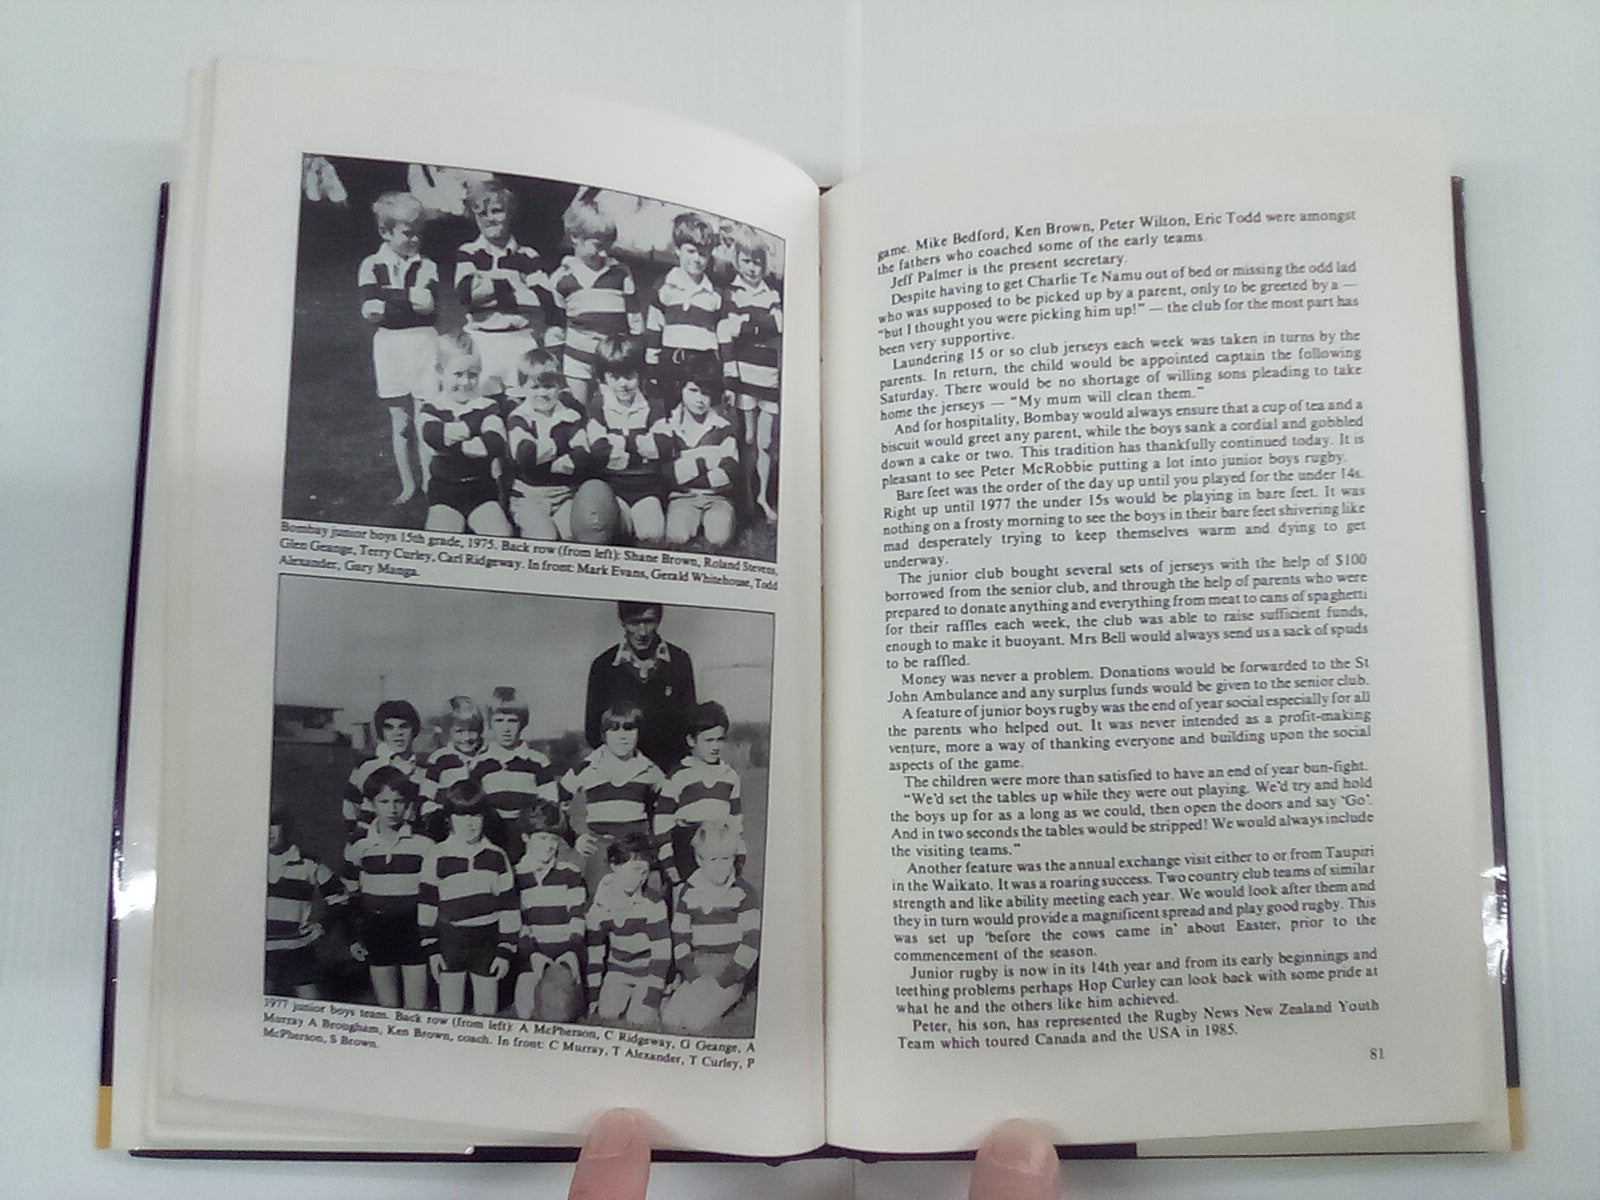 Bombay junior boys 15th grade, 1975. Back row (from left): Shane Brown, Roland Stevens,
Glen Geange, Terry Curley, Carl Ridgeway. In front: Mark Evans, Gerald Whitehouse, Todd
Alexander, Gary Manga.
1977 junior boys team. Back row (from left): A McPherson, C Ridgeway, G Geange, A
Murray A Brougham, Ken Brown, coach. In front: C Murray, T Alexander, T Curley, P
McPherson, S Brown.
game. Mike Bedford, Ken Brown, Peter Wilton, Eric Todd were amongst
the fathers who coached some of the early teams.
Jeff Palmer is the present secretary.
Despite having to get Charlie Te Namu out of bed or missing the odd lad
who was supposed to be picked up by a parent, only to be greeted by a —
"but I thought you were picking him up!" — the club for the most part has
been very supportive.
Laundering 15 or so club jerseys each week was taken in turns by the
parents. In return, the child would be appointed captain the following
Saturday. There would be no shortage of willing sons pleading to take
home the jerseys — "My mum will clean them."
And for hospitality, Bombay would always ensure that a cup of tea and a
biscuit would greet any parent, while the boys sank a cordial and gobbled
down a cake or two. This tradition has thankfully continued today. It is
pleasant to see Peter McRobbie putting a lot into junior boys rugby.
Bare feet was the order of the day up until you played for the under 14s.
Right up until 1977 the under 15s would be playing in bare feet. It was
nothing on a frosty morning to see the boys in their bare feet shivering like
mad desperately trying to keep themselves warm and dying to get
underway.
The junior club bought several sets of jerseys with the help of $100
borrowed from the senior club, and through the help of parents who were
prepared to donate anything and everything from meat to cans of spaghetti
for their raffles each week, the club was able to raise sufficient funds,
enough to make it buoyant. Mrs Bell would always send us a sack of spuds
to be raffled.
Money was never a problem. Donations would be forwarded to the St
John Ambulance and any surplus funds would be given to the senior club.
A feature of junior boys rugby was the end of year social especially for all
the parents who helped out. It was never intended as a profit-making
venture, more a way of thanking everyone and building upon the social
aspects of the game.
The children were more than satisfied to have an end of year bun-fight.
"We'd set the tables up while they were out playing. We'd try and hold
the boys up for as a long as we could, then open the doors and say 'Go'.
And in two seconds the tables would be stripped! We would always include
the visiting teams."
Another feature was the annual exchange visit either to or from Taupiri
in the Waikato. It was a roaring success. Two country club teams of similar
strength and like ability meeting each year. We would look after them and
they in turn would provide a magnificent spread and play good rugby. This
was set up 'before the cows came in' about Easter, prior to the
commencement of the season.
Junior rugby is now in its 14th year and from its early beginnings and
teething problems perhaps Hop Curley can look back with some pride at
what he and the others like him achieved.
Peter, his son, has represented the Rugby News New Zealand Youth
Team which toured Canada and the USA in 1985.
81